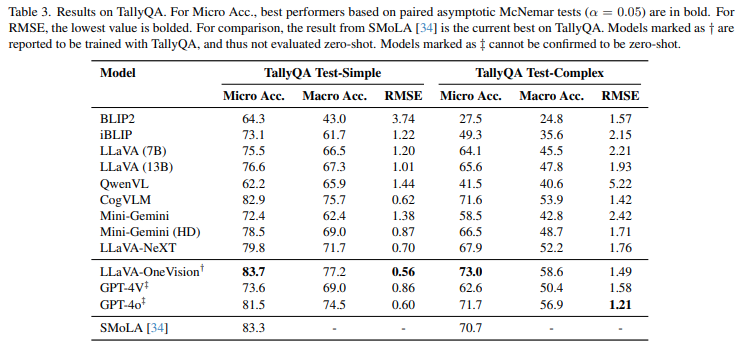 Table 3. Results on TallyQA. For Micro Acc., best performers based on paired asymptotic McNemar tests (α = 0.05) are in bold. For
RMSE, the lowest value is bolded. For comparison, the result from SMoLA [34] is the current best on TallyQA. Models marked as † are
reported to be trained with TallyQA, and thus not evaluated zero-shot. Models marked as ‡ cannot be confirmed to be zero-shot.
Model TallyQA Test-Simple TallyQA Test-Complex
Micro Acc. Macro Acc. RMSE Micro Acc. Macro Acc. RMSE
BLIP2 64.3 43.0 3.74 27.5 24.8 1.57
iBLIP 73.1 61.7 1.22 49.3 35.6 2.15
LLaVA (7B) 75.5 66.5 1.20 64.1 45.5 2.21
LLaVA (13B) 76.6 67.3 1.01 65.6 47.8 1.93
QwenVL 62.2 65.9 1.44 41.5 40.6 5.22
CogVLM 82.9 75.7 0.62 71.6 53.9 1.42
Mini-Gemini 72.4 62.4 1.38 58.5 42.8 2.42
Mini-Gemini (HD) 78.5 69.0 0.87 66.5 48.7 1.71
LLaVA-NeXT 79.8 71.7 0.70 67.9 52.2 1.76
LLaVA-OneVision† 83.7 77.2 0.56 73.0 58.6 1.49
GPT-4V‡ 73.6 69.0 0.86 62.6 50.4 1.58
GPT-4o‡ 81.5 74.5 0.60 71.7 56.9 1.21
SMoLA [34] 83.3 - - 70.7 - -